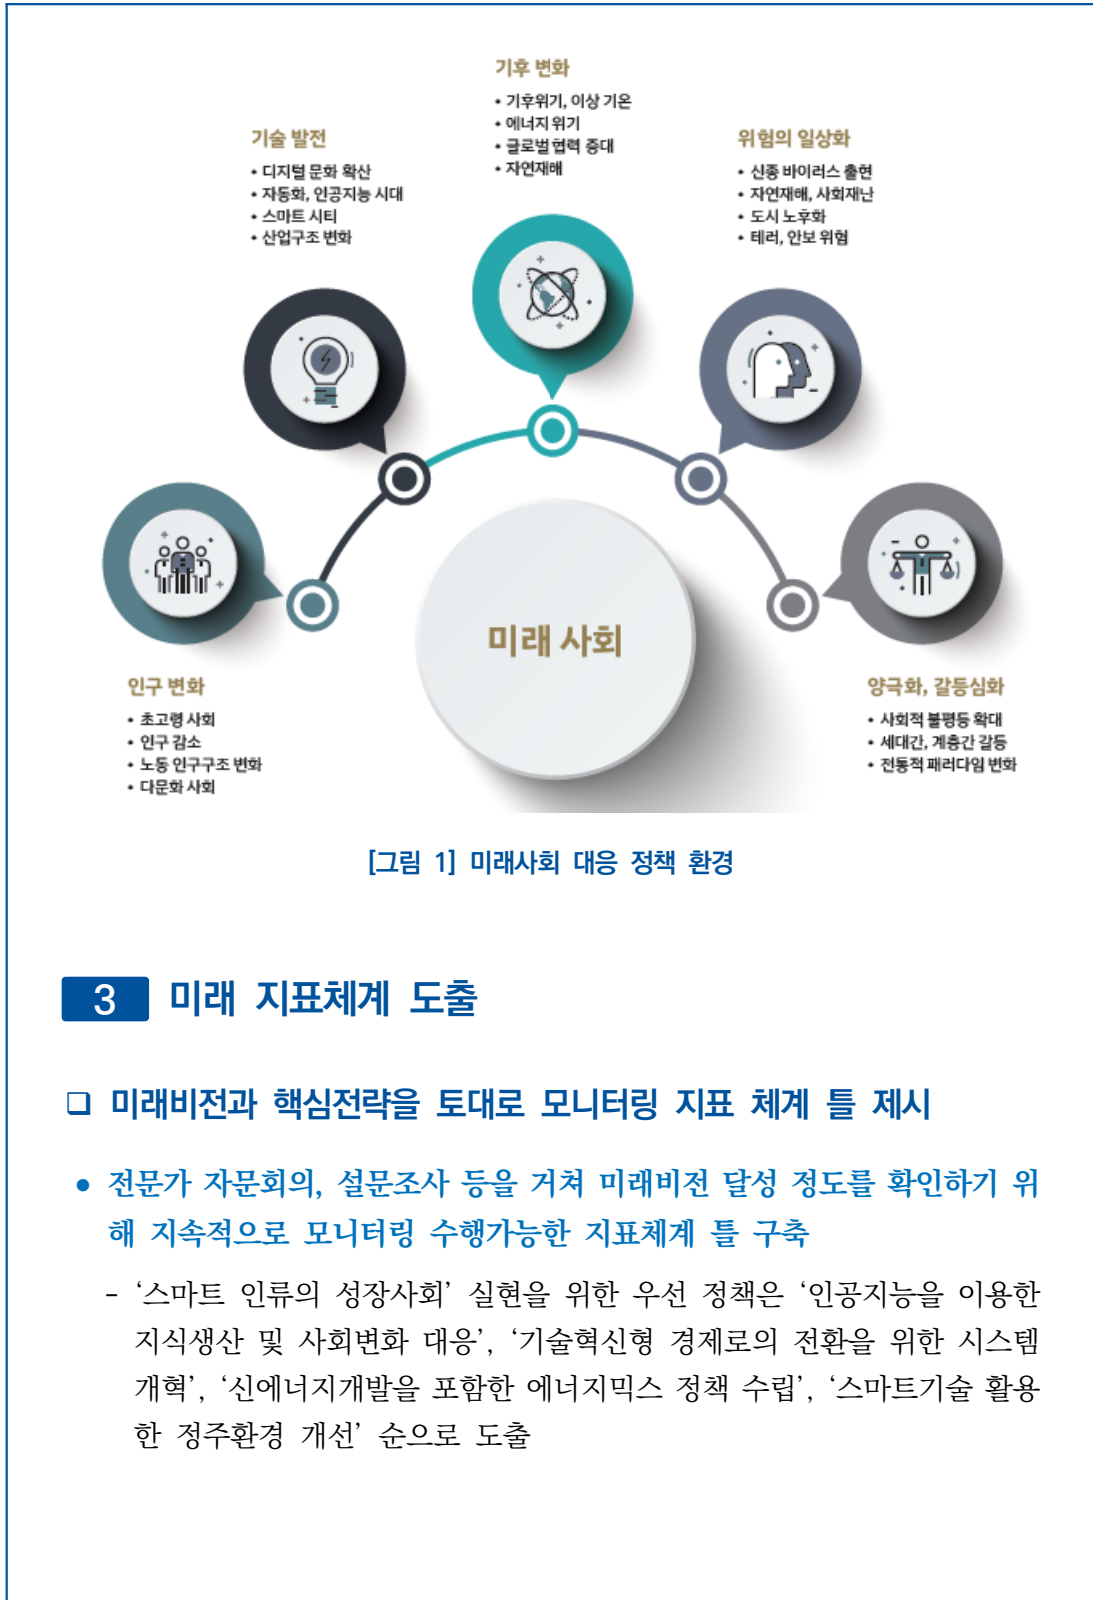 기후 변화
• 기후위기, 이상 기온
• 에너지 위기
• 글로벌 협력 증대
• 자연재해
기술 발전
• 디지털 문화 확산
• 자동화, 인공지능 시대
• 스마트 시티
• 산업구조 변화
위험의 일상화
• 신종 바이러스 출현
• 자연재해, 사회재난
• 도시 노후화
• 테러, 안보 위험
미래 사회
인구 변화
• 초고령 사회
• 인구 감소
• 노동 인구구조 변화
• 다문화 사회
양극화, 갈등심화
• 사회적 불평등 확대
• 세대간, 계층간 갈등
• 전통적 패러다임 변화
[그림 1] 미래사회 대응 정책 환경
3 미래 지표체계 도출
❑ 미래비전과 핵심전략을 토대로 모니터링 지표 체계 틀 제시
● 전문가 자문회의, 설문조사 등을 거쳐 미래비전 달성 정도를 확인하기 위
해 지속적으로 모니터링 수행가능한 지표체계 틀 구축
- ‘스마트 인류의 성장사회’ 실현을 위한 우선 정책은 ‘인공지능을 이용한
지식생산 및 사회변화 대응’, ‘기술혁신형 경제로의 전환을 위한 시스템
개혁’, ‘신에너지개발을 포함한 에너지믹스 정책 수립’, ‘스마트기술 활용
한 정주환경 개선’ 순으로 도출